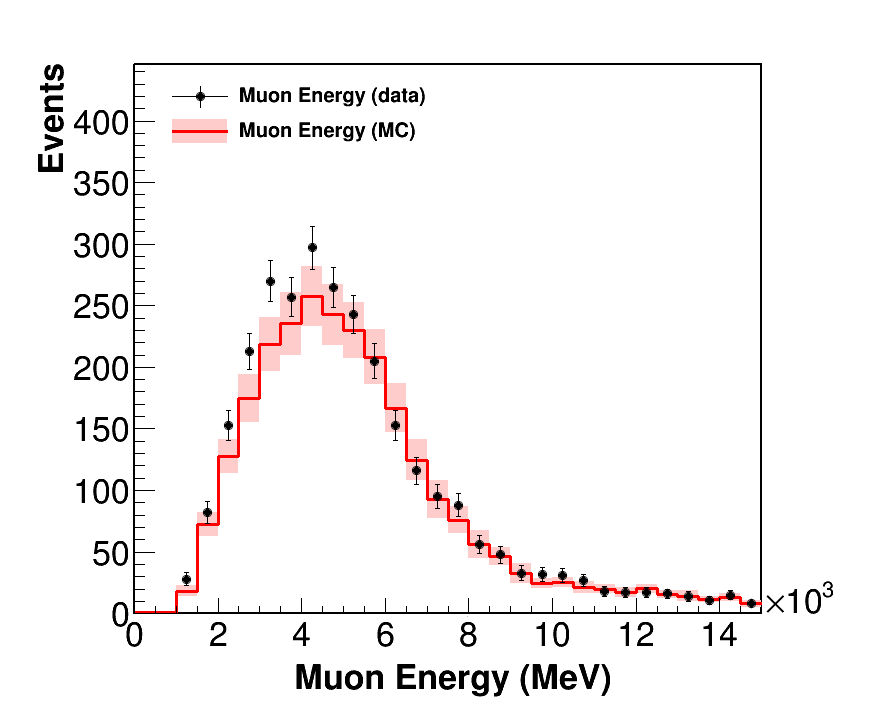 Events
Muon Energy (data)
Muon Energy (MC)
400
350
300
250
200
150
100
50
0
0 2 4 6 8 10 12 14 ×10³
Muon Energy (MeV)